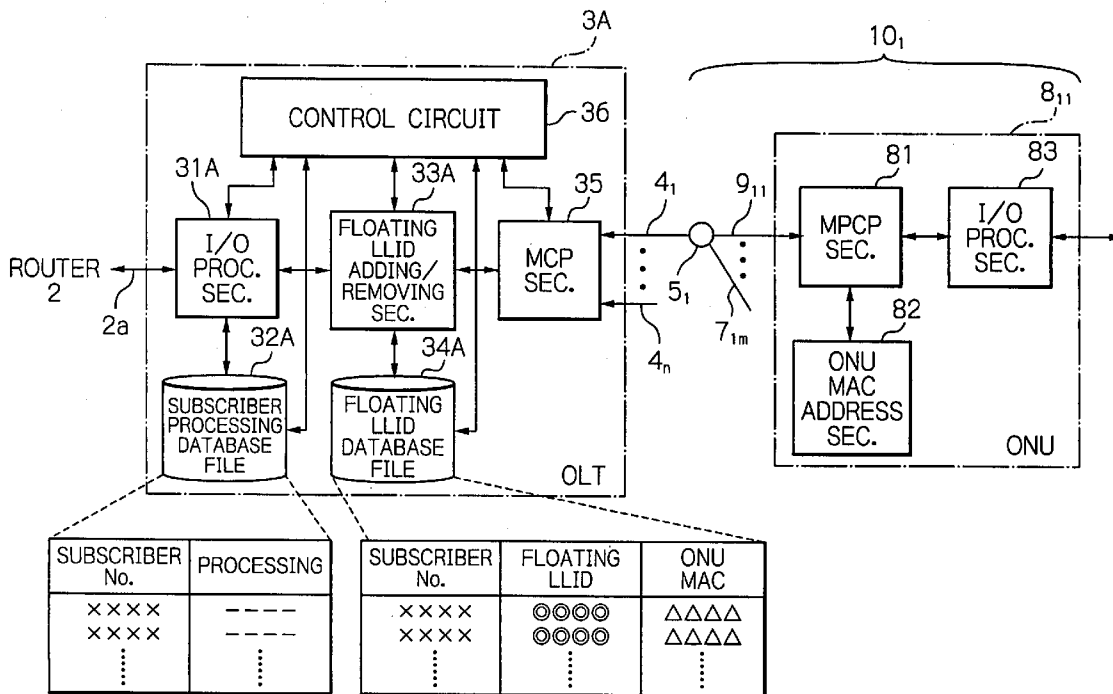 3A
10₁
CONTROL CIRCUIT
36
8₁₁
31A
33A
35
4₁
9₁₁
81
83
I/O
PROC.
SEC.
FLOATING
LLID
ADDING/
REMOVING
SEC.
MCP
SEC.
MPCP
SEC.
I/O
PROC.
SEC.
ROUTER
2
2a
5₁
7₁ₘ
4ₙ
82
32A
34A
SUBSCRIBER
PROCESSING
DATABASE
FILE
FLOATING
LLID
DATABASE
FILE
ONU
MAC
ADDRESS
SEC.
OLT
ONU
SUBSCRIBER
No.
PROCESSING
××××
––––
××××
––––
SUBSCRIBER
No.
FLOATING
LLID
ONU
MAC
××××
◎◎◎◎
△△△△
××××
◎◎◎◎
△△△△